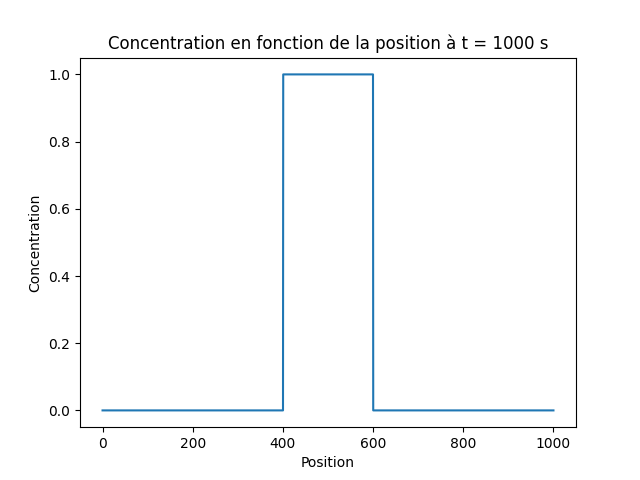 Concentration en fonction de la position à t = 1000 s
1.0
0.8
0.6
0.4
0.2
0.0
Concentration
0 200 400 600 800 1000
Position